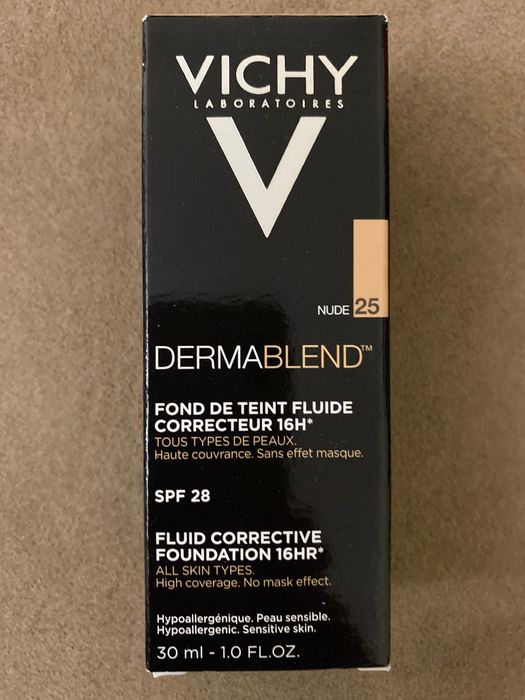 VICHY
LABORATOIRES
V
NUDE 25
DERMABLEND™
FOND DE TEINT FLUIDE
CORRECTEUR 16H*
TOUS TYPES DE PEAUX.
Haute couvrance. Sans effet masque.
SPF 28
FLUID CORRECTIVE
FOUNDATION 16HR*
ALL SKIN TYPES.
High coverage. No mask effect.
Hypoallergénique. Peau sensible.
Hypoallergenic. Sensitive skin.
30 ml - 1.0 FL.OZ.